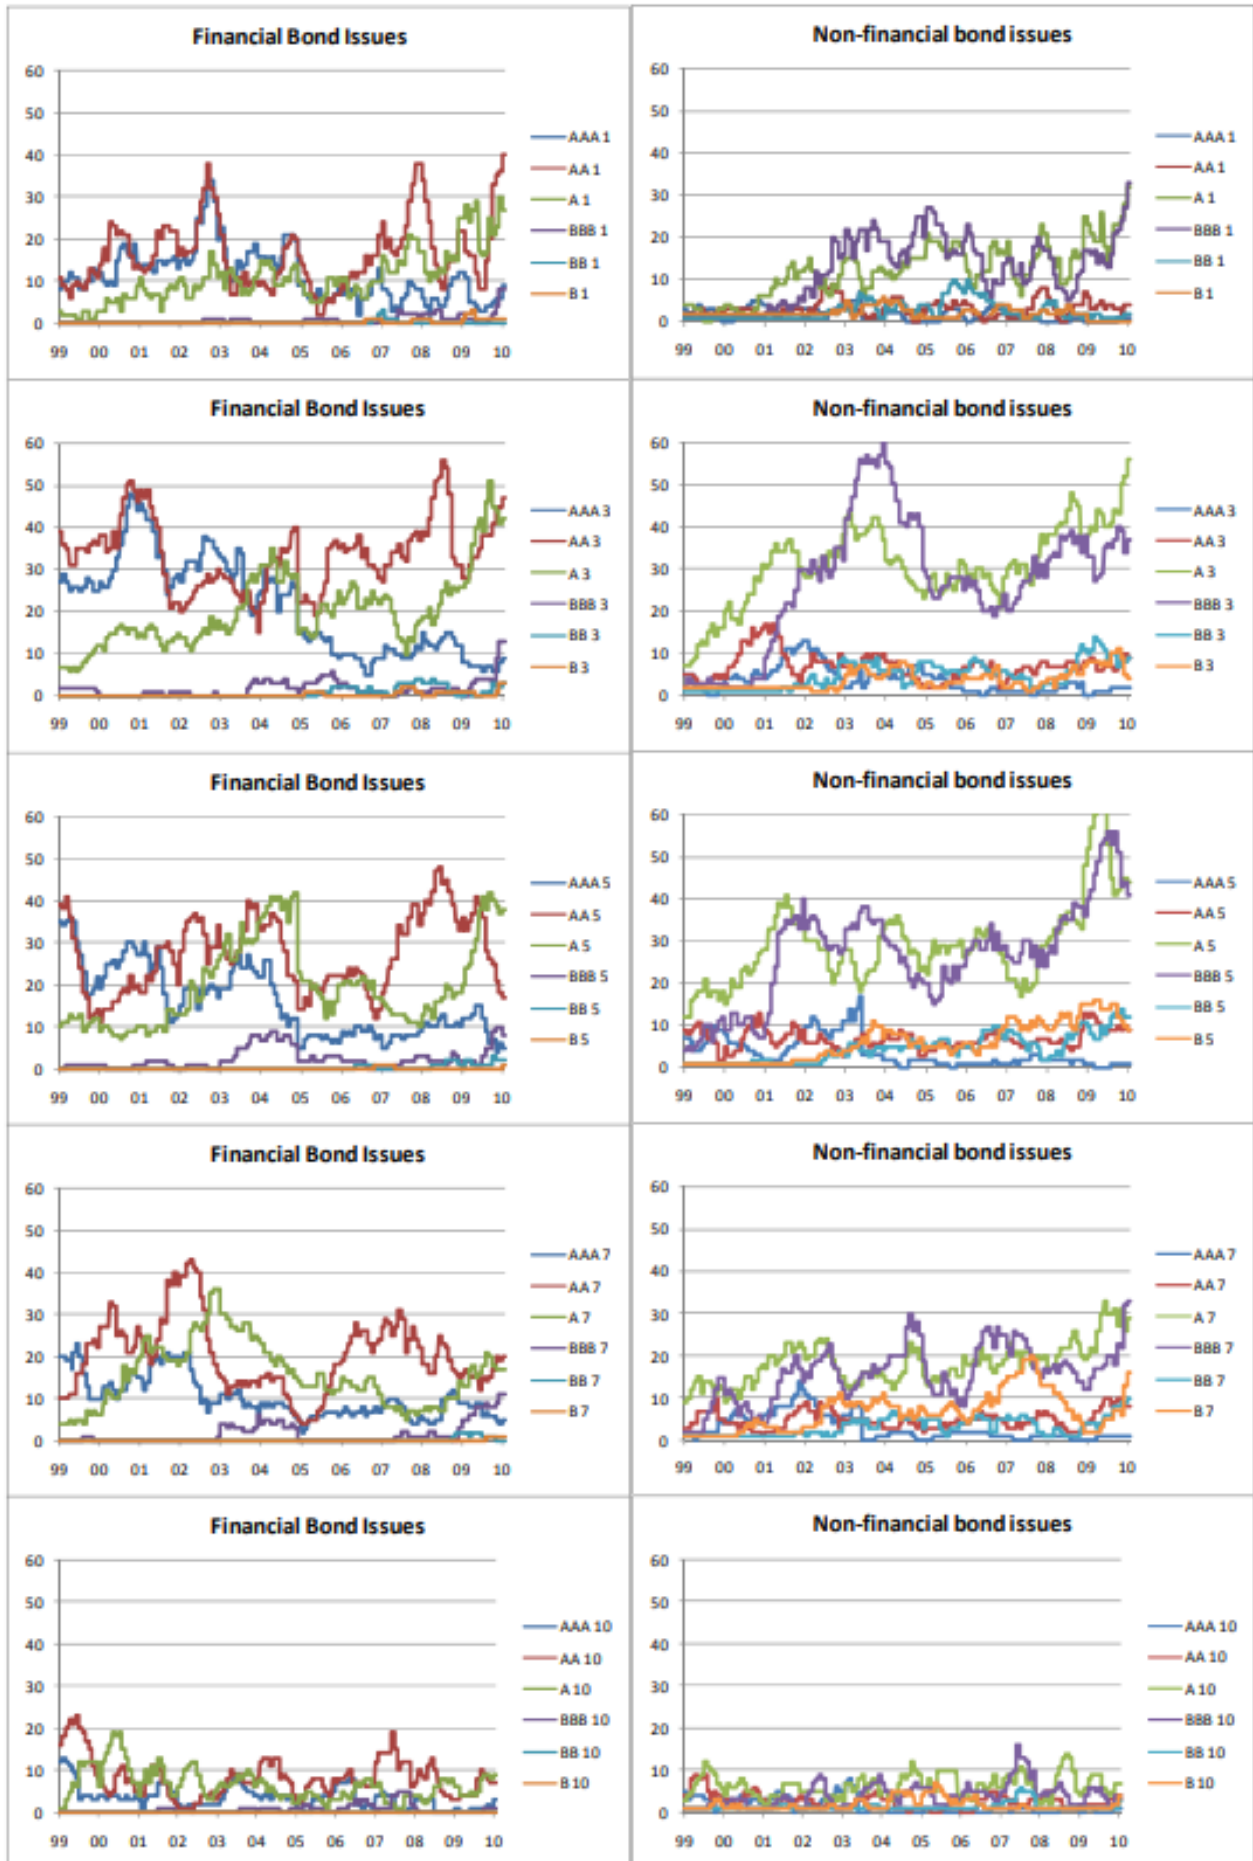 Financial Bond Issues
60
50
40
30
20
10
0
99 00 01 02 03 04 05 06 07 08 09 10
AAA 1
AA 1
A 1
BBB 1
BB 1
B 1
Non-financial bond issues
60
50
40
30
20
10
0
99 00 01 02 03 04 05 06 07 08 09 10
AAA 1
AA 1
A 1
BBB 1
BB 1
B 1
Financial Bond Issues
60
50
40
30
20
10
0
99 00 01 02 03 04 05 06 07 08 09 10
AAA 3
AA 3
A 3
BBB 3
BB 3
B 3
Non-financial bond issues
60
50
40
30
20
10
0
99 00 01 02 03 04 05 06 07 08 09 10
AAA 3
AA 3
A 3
BBB 3
BB 3
B 3
Financial Bond Issues
60
50
40
30
20
10
0
99 00 01 02 03 04 05 06 07 08 09 10
AAA 5
AA 5
A 5
BBB 5
BB 5
B 5
Non-financial bond issues
60
50
40
30
20
10
0
99 00 01 02 03 04 05 06 07 08 09 10
AAA 5
AA 5
A 5
BBB 5
BB 5
B 5
Financial Bond Issues
60
50
40
30
20
10
0
99 00 01 02 03 04 05 06 07 08 09 10
AAA 7
AA 7
A 7
BBB 7
BB 7
B 7
Non-financial bond issues
60
50
40
30
20
10
0
99 00 01 02 03 04 05 06 07 08 09 10
AAA 7
AA 7
A 7
BBB 7
BB 7
B 7
Financial Bond Issues
60
50
40
30
20
10
0
99 00 01 02 03 04 05 06 07 08 09 10
AAA 10
AA 10
A 10
BBB 10
BB 10
B 10
Non-financial bond issues
60
50
40
30
20
10
0
99 00 01 02 03 04 05 06 07 08 09 10
AAA 10
AA 10
A 10
BBB 10
BB 10
B 10